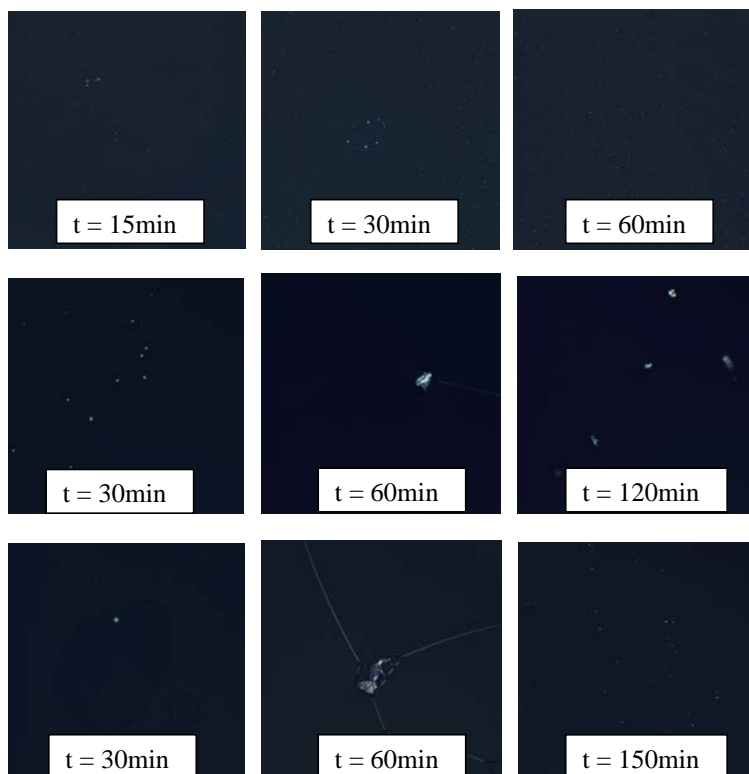 t = 15min
t = 30min
t = 60min
t = 30min
t = 60min
t = 120min
t = 30min
t = 60min
t = 150min